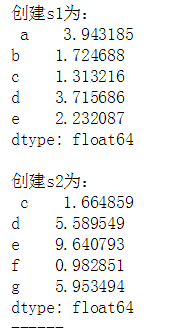 创建s1为:
a 3.943185
b 1.724688
c 1.313216
d 3.715686
e 2.232087
dtype: float64
创建s2为:
c 1.664859
d 5.589549
e 9.640793
f 0.982851
g 5.953494
dtype: float64
------